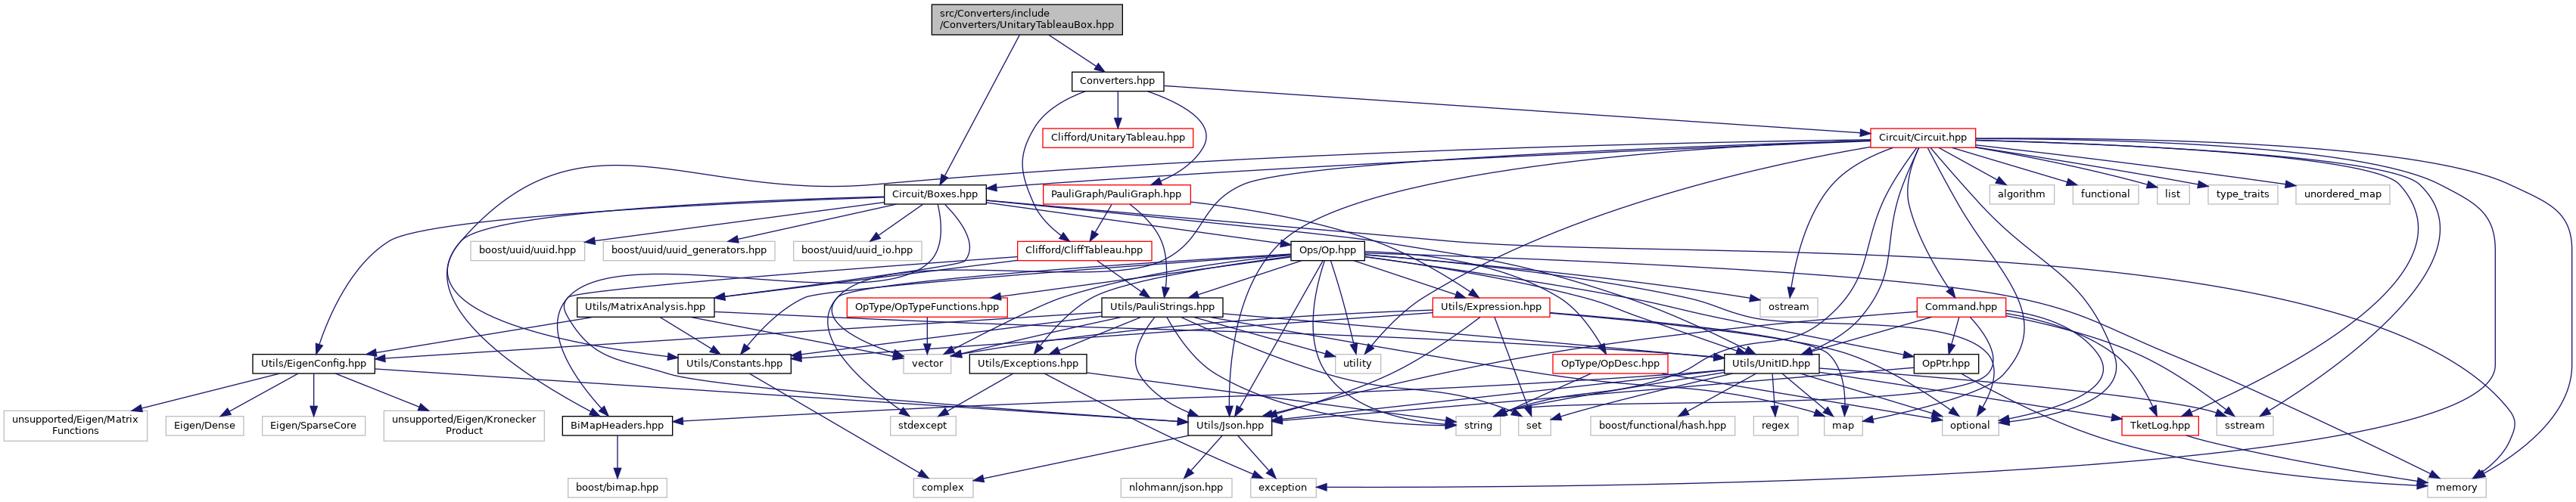 src/Converters/include
/Converters/UnitaryTableauBox.hpp
Converters.hpp
Clifford/UnitaryTableau.hpp
Circuit/Circuit.hpp
Circuit/Boxes.hpp
PauliGraph/PauliGraph.hpp
algorithm
functional
list
type_traits
unordered_map
boost/uuid/uuid.hpp
boost/uuid/uuid_generators.hpp
boost/uuid/uuid_io.hpp
Clifford/CliffTableau.hpp
Ops/Op.hpp
Utils/MatrixAnalysis.hpp
OpType/OpTypeFunctions.hpp
Utils/PauliStrings.hpp
Utils/Expression.hpp
ostream
Command.hpp
Utils/EigenConfig.hpp
Utils/Constants.hpp
vector
Utils/Exceptions.hpp
utility
OpType/OpDesc.hpp
Utils/UnitID.hpp
OpPtr.hpp
unsupported/Eigen/Matrix
Functions
Eigen/Dense
Eigen/SparseCore
unsupported/Eigen/Kronecker
Product
BiMapHeaders.hpp
stdexcept
Utils/Json.hpp
string
set
boost/functional/hash.hpp
regex
map
optional
TketLog.hpp
sstream
boost/bimap.hpp
complex
nlohmann/json.hpp
exception
memory